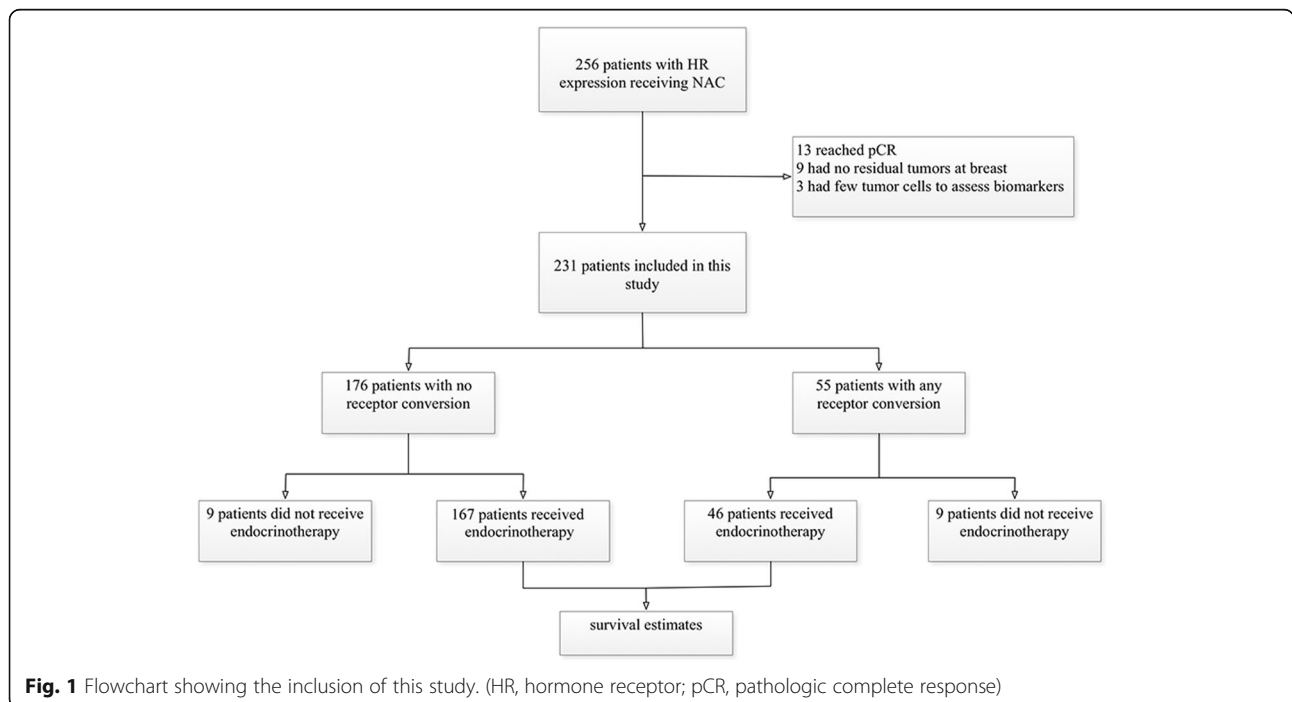 256 patients with HR
expression receiving NAC
13 reached pCR
9 had no residual tumors at breast
3 had few tumor cells to assess biomarkers
231 patients included in this
study
176 patients with no
receptor conversion
55 patients with any
receptor conversion
9 patients did not receive
endocrinotherapy
167 patients received
endocrinotherapy
46 patients received
endocrinotherapy
9 patients did not receive
endocrinotherapy
survival estimates
Fig. 1 Flowchart showing the inclusion of this study. (HR, hormone receptor; pCR, pathologic complete response)